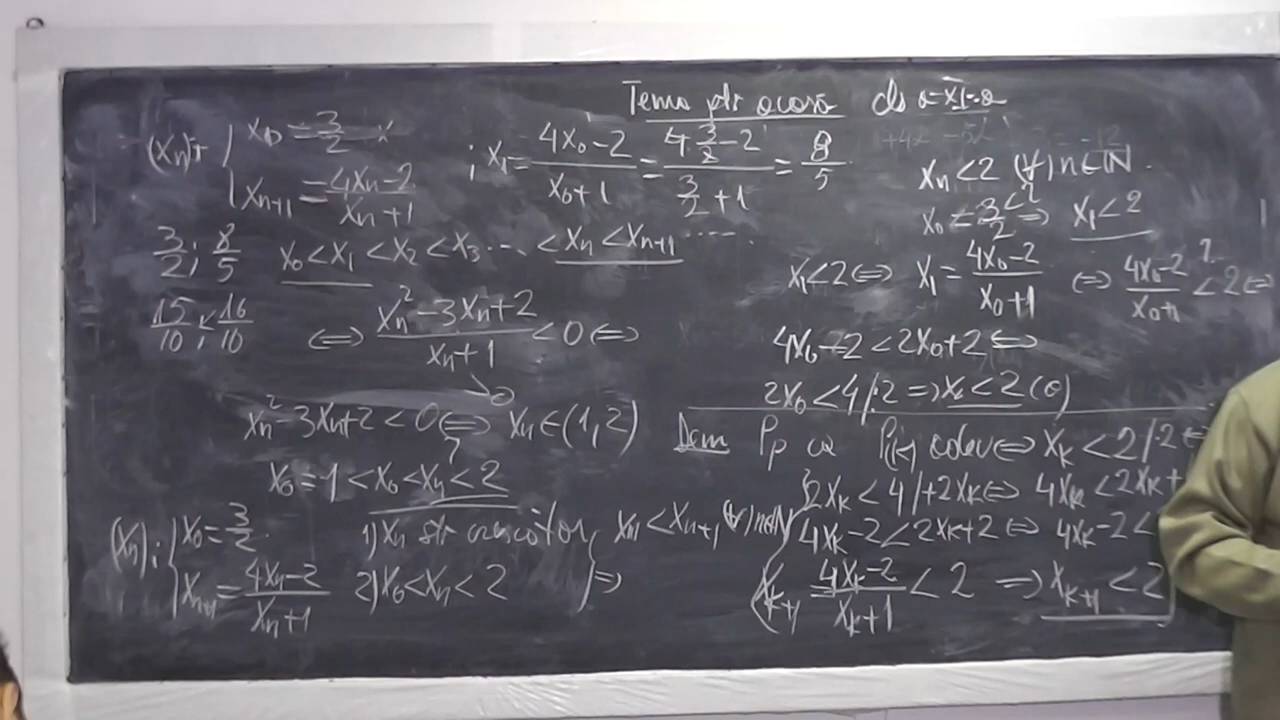 Tema ptr acasă
(xₙ): { x₀ = 3/2
xₙ₊₁ = (4xₙ-2)/(xₙ+1)
; x₁ = (4x₀-2)/(x₀+1) = (4·3/2-2)/(3/2+1) = 8/5
3/2 ; 8/5
x₀ < x₁ < x₂ < x₃ ... < xₙ < xₙ₊₁ ....
15/10 < 16/10
⇔ (xₙ²-3xₙ+2)/(xₙ+1) < 0 ⇔
xₙ²-3xₙ+2 < 0 ⇔ xₙ ∈ (1,2)
x₀ = 1 < x₀ < xₙ < 2
(xₙ): { x₀ = 3/2
xₙ₊₁ = (4xₙ-2)/(xₙ+1)
1) xₙ str crescător, xₙ < xₙ₊₁, (∀) n∈N
2) x₀ < xₙ < 2 ⇒
xₙ < 2 (∀) n∈N.
x₀ = 3/2 < 2 ⇒ x₁ < 2
x₁ < 2 ⇔ x₁ = (4x₀-2)/(x₀+1) ⇔ (4x₀-2)/(x₀+1) < 2 ⇔
4x₀-2 < 2x₀+2 ⇔
2x₀ < 4 /:2 ⇒ x₀ < 2 (a)
Dem Pp ca P(k) adev ⇔ xₖ < 2 /·2 ⇔
2xₖ < 4 /+2xₖ ⇔ 4xₖ < 2xₖ+
4xₖ-2 < 2xₖ+2 ⇔ 4xₖ-2 <
xₖ₊₁ (4xₖ-2)/(xₖ+1) < 2 ⇒ xₖ₊₁ < 2